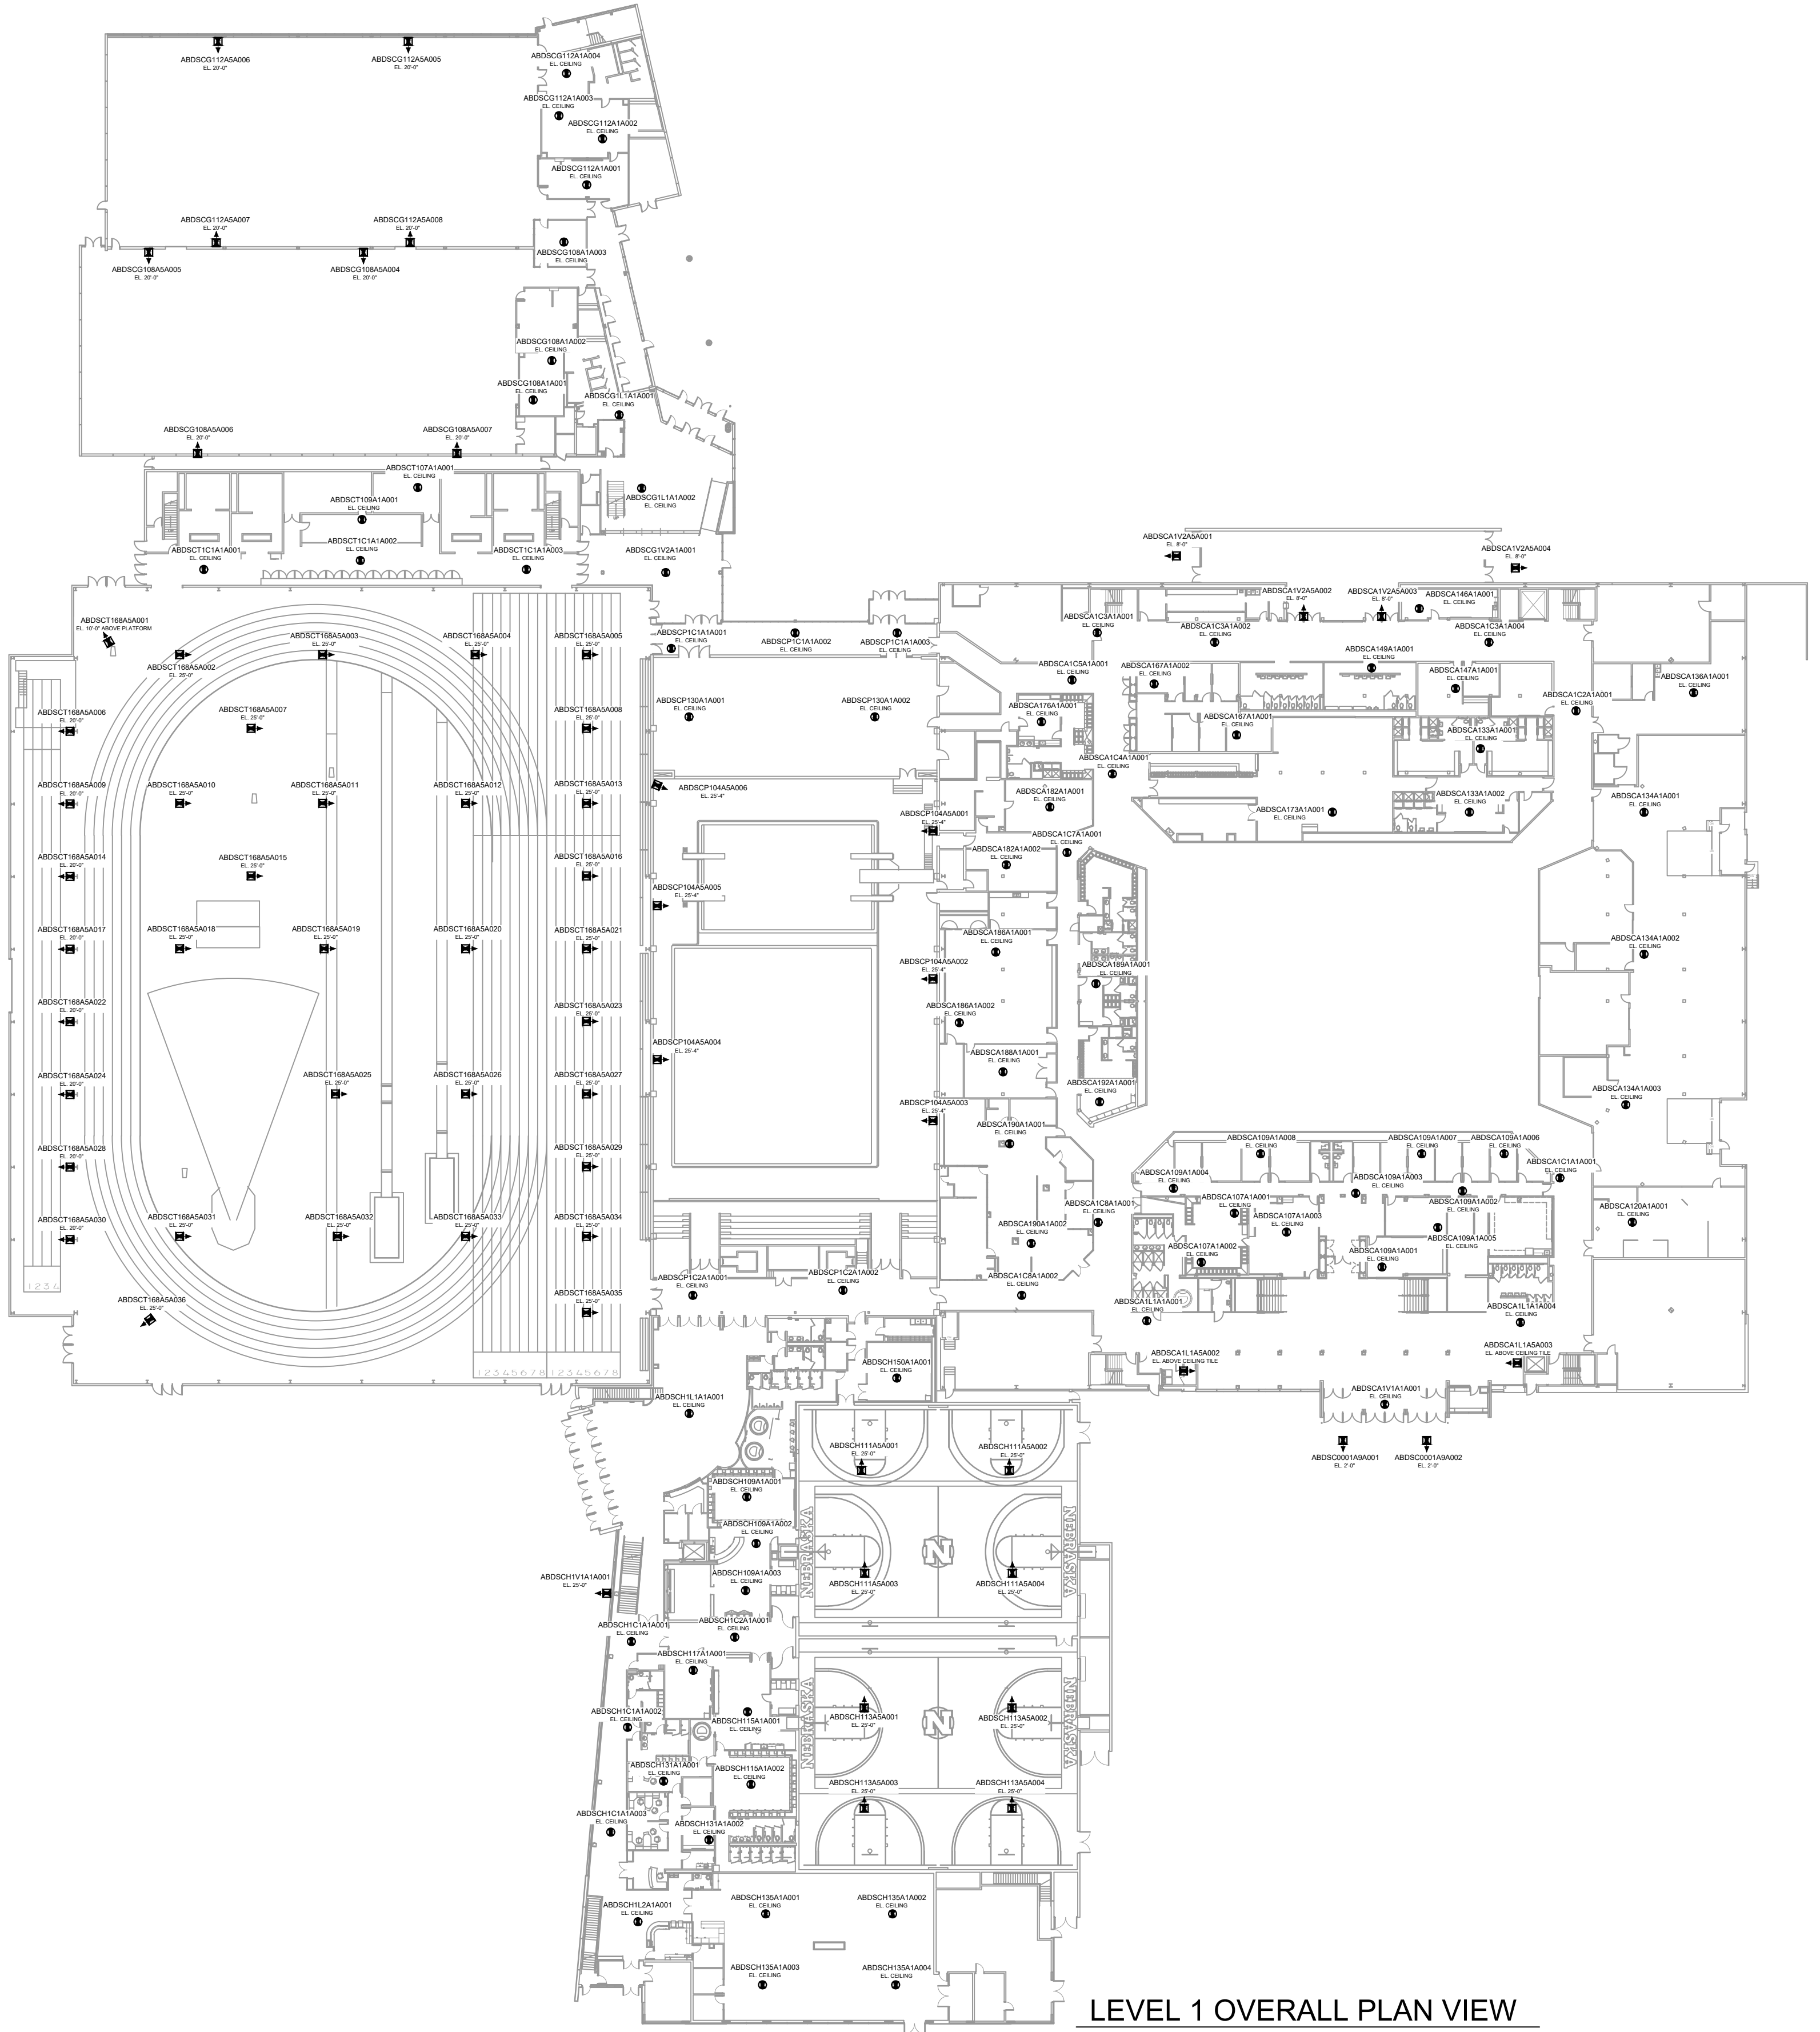 ABDSCG112A5A006
EL. 20'-0"
ABDSCG112A5A005
EL. 20'-0"
ABDSCG112A1A004
EL. CEILING
ABDSCG112A1A003
EL. CEILING
ABDSCG112A1A002
EL. CEILING
ABDSCG112A1A001
EL. CEILING
ABDSCG112A5A007
EL. 20'-0"
ABDSCG112A5A008
EL. 20'-0"
ABDSCG108A1A003
EL. CEILING
ABDSCG108A5A005
EL. 20'-0"
ABDSCG108A5A004
EL. 20'-0"
ABDSCG108A1A002
EL. CEILING
ABDSCG108A1A001
EL. CEILING
ABDSCG1L1A1A001
EL. CEILING
ABDSCG108A5A006
EL. 20'-0"
ABDSCG108A5A007
EL. 20'-0"
ABDSCT107A1A001
EL. CEILING
ABDSCT109A1A001
EL. CEILING
ABDSCG1L1A1A002
EL. CEILING
ABDSCT1C1A1A001
EL. CEILING
ABDSCT1C1A1A002
EL. CEILING
ABDSCT1C1A1A003
EL. CEILING
ABDSCG1V2A1A001
EL. CEILING
ABDSCA1V2A5A001
EL. 8'-0"
ABDSCA1V2A5A004
EL. 8'-0"
ABDSCA1V2A5A002
EL. 8'-0"
ABDSCA1V2A5A003
EL. 8'-0"
ABDSCA146A1A001
EL. CEILING
ABDSCT168A5A001
EL. 10'-0" ABOVE PLATFORM
ABDSCT168A5A002
EL. 25'-0"
ABDSCT168A5A003
EL. 25'-0"
ABDSCT168A5A004
EL. 25'-0"
ABDSCT168A5A005
EL. 25'-0"
ABDSCP1C1A1A001
EL. CEILING
ABDSCP1C1A1A002
EL. CEILING
ABDSCP1C1A1A003
EL. CEILING
ABDSCA1C3A1A001
EL. CEILING
ABDSCA1C3A1A002
EL. CEILING
ABDSCA1C3A1A004
EL. CEILING
ABDSCA1C5A1A001
EL. CEILING
ABDSCA167A1A002
EL. CEILING
ABDSCA149A1A001
EL. CEILING
ABDSCA147A1A001
EL. CEILING
ABDSCA136A1A001
EL. CEILING
ABDSCA1C2A1A001
EL. CEILING
ABDSCT168A5A006
EL. 20'-0"
ABDSCT168A5A007
EL. 25'-0"
ABDSCT168A5A008
EL. 25'-0"
ABDSCP130A1A001
EL. CEILING
ABDSCP130A1A002
EL. CEILING
ABDSCA176A1A001
EL. CEILING
ABDSCA167A1A001
EL. CEILING
ABDSCA133A1A001
EL. CEILING
ABDSCA1C4A1A001
EL. CEILING
ABDSCT168A5A009
EL. 20'-0"
ABDSCT168A5A010
EL. 25'-0"
ABDSCT168A5A011
EL. 25'-0"
ABDSCT168A5A012
EL. 25'-0"
ABDSCT168A5A013
EL. 25'-0"
ABDSCP104A5A006
EL. 25'-4"
ABDSCA182A1A001
EL. CEILING
ABDSCA133A1A002
EL. CEILING
ABDSCA134A1A001
EL. CEILING
ABDSCA173A1A001
EL. CEILING
ABDSCP104A5A001
EL. 25'-4"
ABDSCA1C7A1A001
EL. CEILING
ABDSCA182A1A002
EL. CEILING
ABDSCT168A5A014
EL. 20'-0"
ABDSCT168A5A015
EL. 25'-0"
ABDSCT168A5A016
EL. 25'-0"
ABDSCP104A5A005
EL. 25'-4"
ABDSCT168A5A017
EL. 20'-0"
ABDSCT168A5A018
EL. 25'-0"
ABDSCT168A5A019
EL. 25'-0"
ABDSCT168A5A020
EL. 25'-0"
ABDSCT168A5A021
EL. 25'-0"
ABDSCA186A1A001
EL. CEILING
ABDSCA134A1A002
EL. CEILING
ABDSCP104A5A002
EL. 25'-4"
ABDSCA189A1A001
EL. CEILING
ABDSCT168A5A022
EL. 20'-0"
ABDSCT168A5A023
EL. 25'-0"
ABDSCA186A1A002
EL. CEILING
ABDSCP104A5A004
EL. 25'-4"
ABDSCA188A1A001
EL. CEILING
ABDSCT168A5A024
EL. 20'-0"
ABDSCT168A5A025
EL. 25'-0"
ABDSCT168A5A026
EL. 25'-0"
ABDSCT168A5A027
EL. 25'-0"
ABDSCA192A1A001
EL. CEILING
ABDSCA134A1A003
EL. CEILING
ABDSCP104A5A003
EL. 25'-4"
ABDSCA190A1A001
EL. CEILING
ABDSCT168A5A028
EL. 20'-0"
ABDSCT168A5A029
EL. 25'-0"
ABDSCA109A1A008
EL. CEILING
ABDSCA109A1A007
EL. CEILING
ABDSCA109A1A006
EL. CEILING
ABDSCA1C1A1A001
EL. CEILING
ABDSCA109A1A004
EL. CEILING
ABDSCA109A1A003
EL. CEILING
ABDSCA107A1A001
EL. CEILING
ABDSCA109A1A002
EL. CEILING
ABDSCA120A1A001
EL. CEILING
ABDSCA1C8A1A001
EL. CEILING
ABDSCA107A1A003
EL. CEILING
ABDSCT168A5A030
EL. 20'-0"
ABDSCT168A5A031
EL. 25'-0"
ABDSCT168A5A032
EL. 25'-0"
ABDSCT168A5A033
EL. 25'-0"
ABDSCT168A5A034
EL. 25'-0"
ABDSCA190A1A002
EL. CEILING
ABDSCA109A1A005
EL. CEILING
ABDSCA107A1A002
EL. CEILING
ABDSCA109A1A001
EL. CEILING
1 2 3 4
ABDSCP1C2A1A001
EL. CEILING
ABDSCP1C2A1A002
EL. CEILING
ABDSCA1C8A1A002
EL. CEILING
ABDSCT168A5A036
EL. 25'-0"
ABDSCT168A5A035
EL. 25'-0"
ABDSCA1L1A1A001
EL. CEILING
ABDSCA1L1A1A004
EL. CEILING
1 2 3 4 5 6 7 8 1 2 3 4 5 6 7 8
ABDSCH150A1A001
EL. CEILING
ABDSCA1L1A5A002
EL. ABOVE CEILING TILE
ABDSCA1L1A5A003
EL. ABOVE CEILING TILE
ABDSCH1L1A1A001
EL. CEILING
ABDSCA1V1A1A001
EL. CEILING
ABDSCH111A5A001
EL. 25'-0"
ABDSCH111A5A002
EL. 25'-0"
ABDSC0001A9A001
EL. 2'-0"
ABDSC0001A9A002
EL. 2'-0"
ABDSCH109A1A001
EL. CEILING
ABDSCH109A1A002
EL. CEILING
NEBRASKA
N
NEBRASKA
ABDSCH1V1A1A001
EL. 25'-0"
ABDSCH109A1A003
EL. CEILING
ABDSCH111A5A003
EL. 25'-0"
ABDSCH111A5A004
EL. 25'-0"
ABDSCH1C1A1A001
EL. CEILING
ABDSCH1C2A1A001
EL. CEILING
ABDSCH117A1A001
EL. CEILING
ABDSCH1C1A1A002
EL. CEILING
ABDSCH115A1A001
EL. CEILING
NEBRASKA
N
NEBRASKA
ABDSCH113A5A001
EL. 25'-0"
ABDSCH113A5A002
EL. 25'-0"
ABDSCH131A1A001
EL. CEILING
ABDSCH115A1A002
EL. CEILING
ABDSCH113A5A003
EL. 25'-0"
ABDSCH113A5A004
EL. 25'-0"
ABDSCH1C1A1A003
EL. CEILING
ABDSCH131A1A002
EL. CEILING
ABDSCH1L2A1A001
EL. CEILING
ABDSCH135A1A001
EL. CEILING
ABDSCH135A1A002
EL. CEILING
ABDSCH135A1A003
EL. CEILING
ABDSCH135A1A004
EL. CEILING
LEVEL 1 OVERALL PLAN VIEW